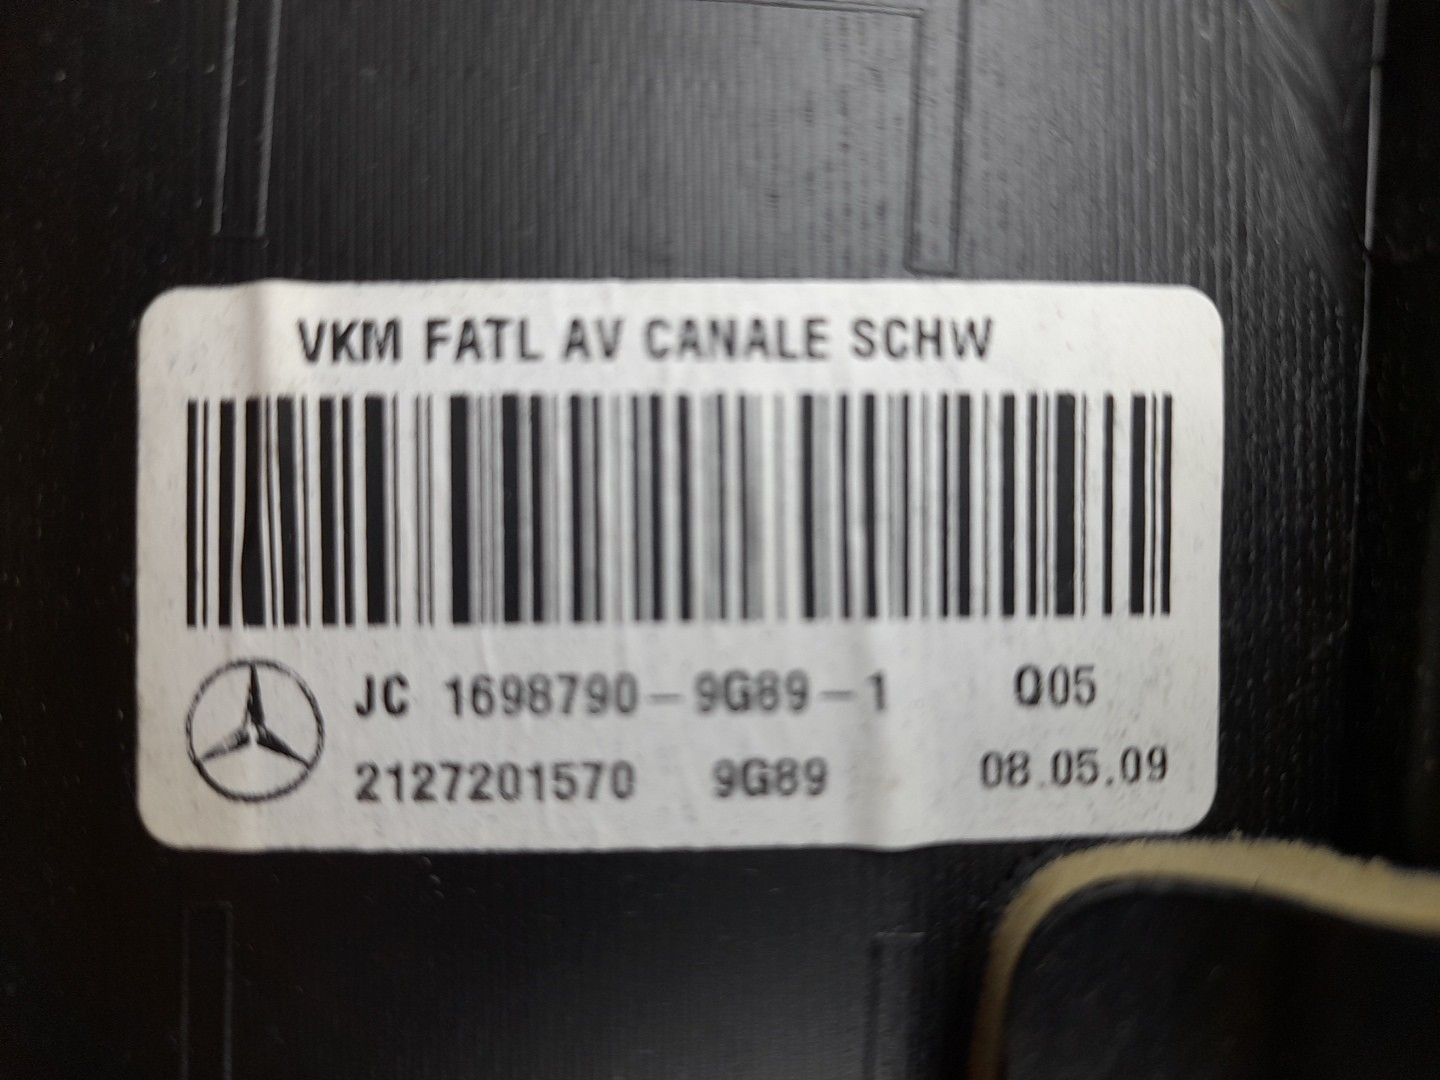 VKM FATL AV CANALE SCHW
JC 1698790-9G89-1 Q05
2127201570 9G89 08.05.09